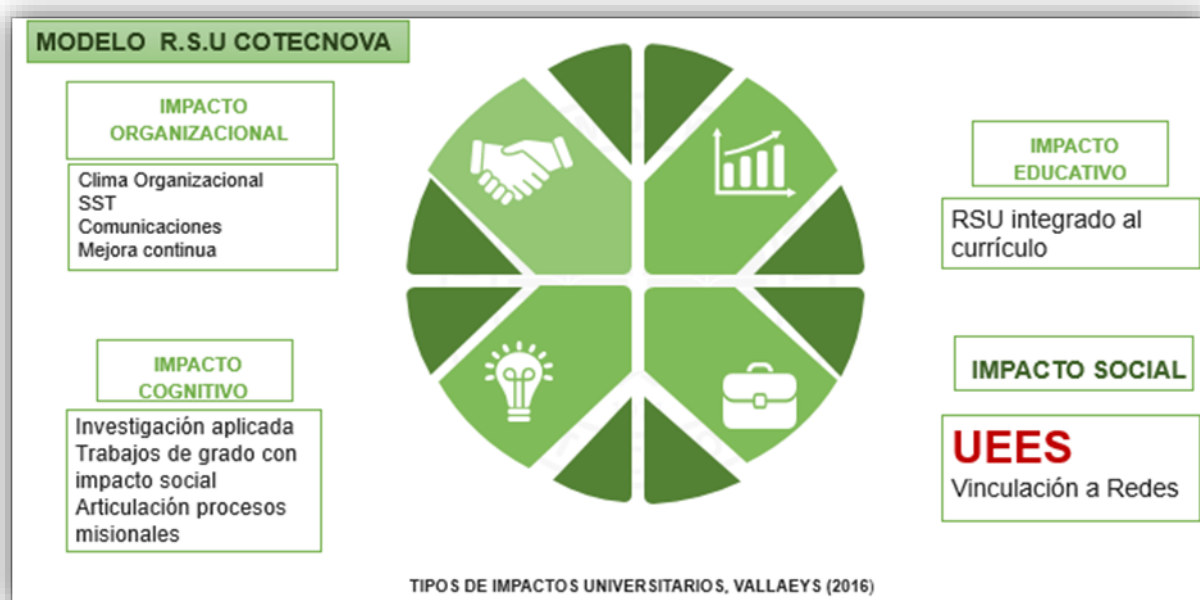 MODELO R.S.U COTECNOVA
IMPACTO
ORGANIZACIONAL
Clima Organizacional
SST
Comunicaciones
Mejora continua
IMPACTO
EDUCATIVO
RSU integrado al
currículo
IMPACTO
COGNITIVO
Investigación aplicada
Trabajos de grado con
impacto social
Articulación procesos
misionales
IMPACTO SOCIAL
UEES
Vinculación a Redes
TIPOS DE IMPACTOS UNIVERSITARIOS, VALLAEYS (2016)